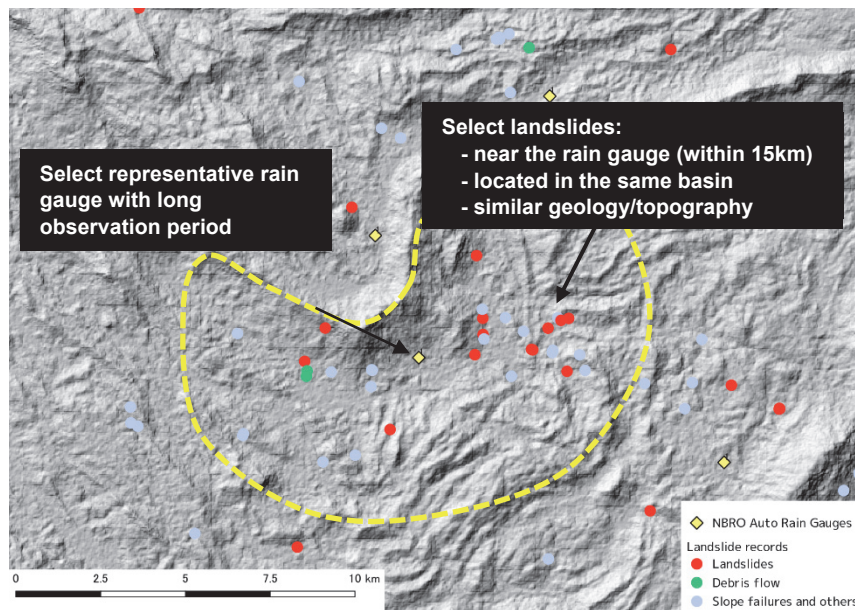 Select landslides:
- near the rain gauge (within 15km)
- located in the same basin
- similar geology/topography
Select representative rain
gauge with long
observation period
NBRO Auto Rain Gauges
Landslide records
Landslides
Debris flow
Slope failures and others
0 2.5 5 7.5 10 km